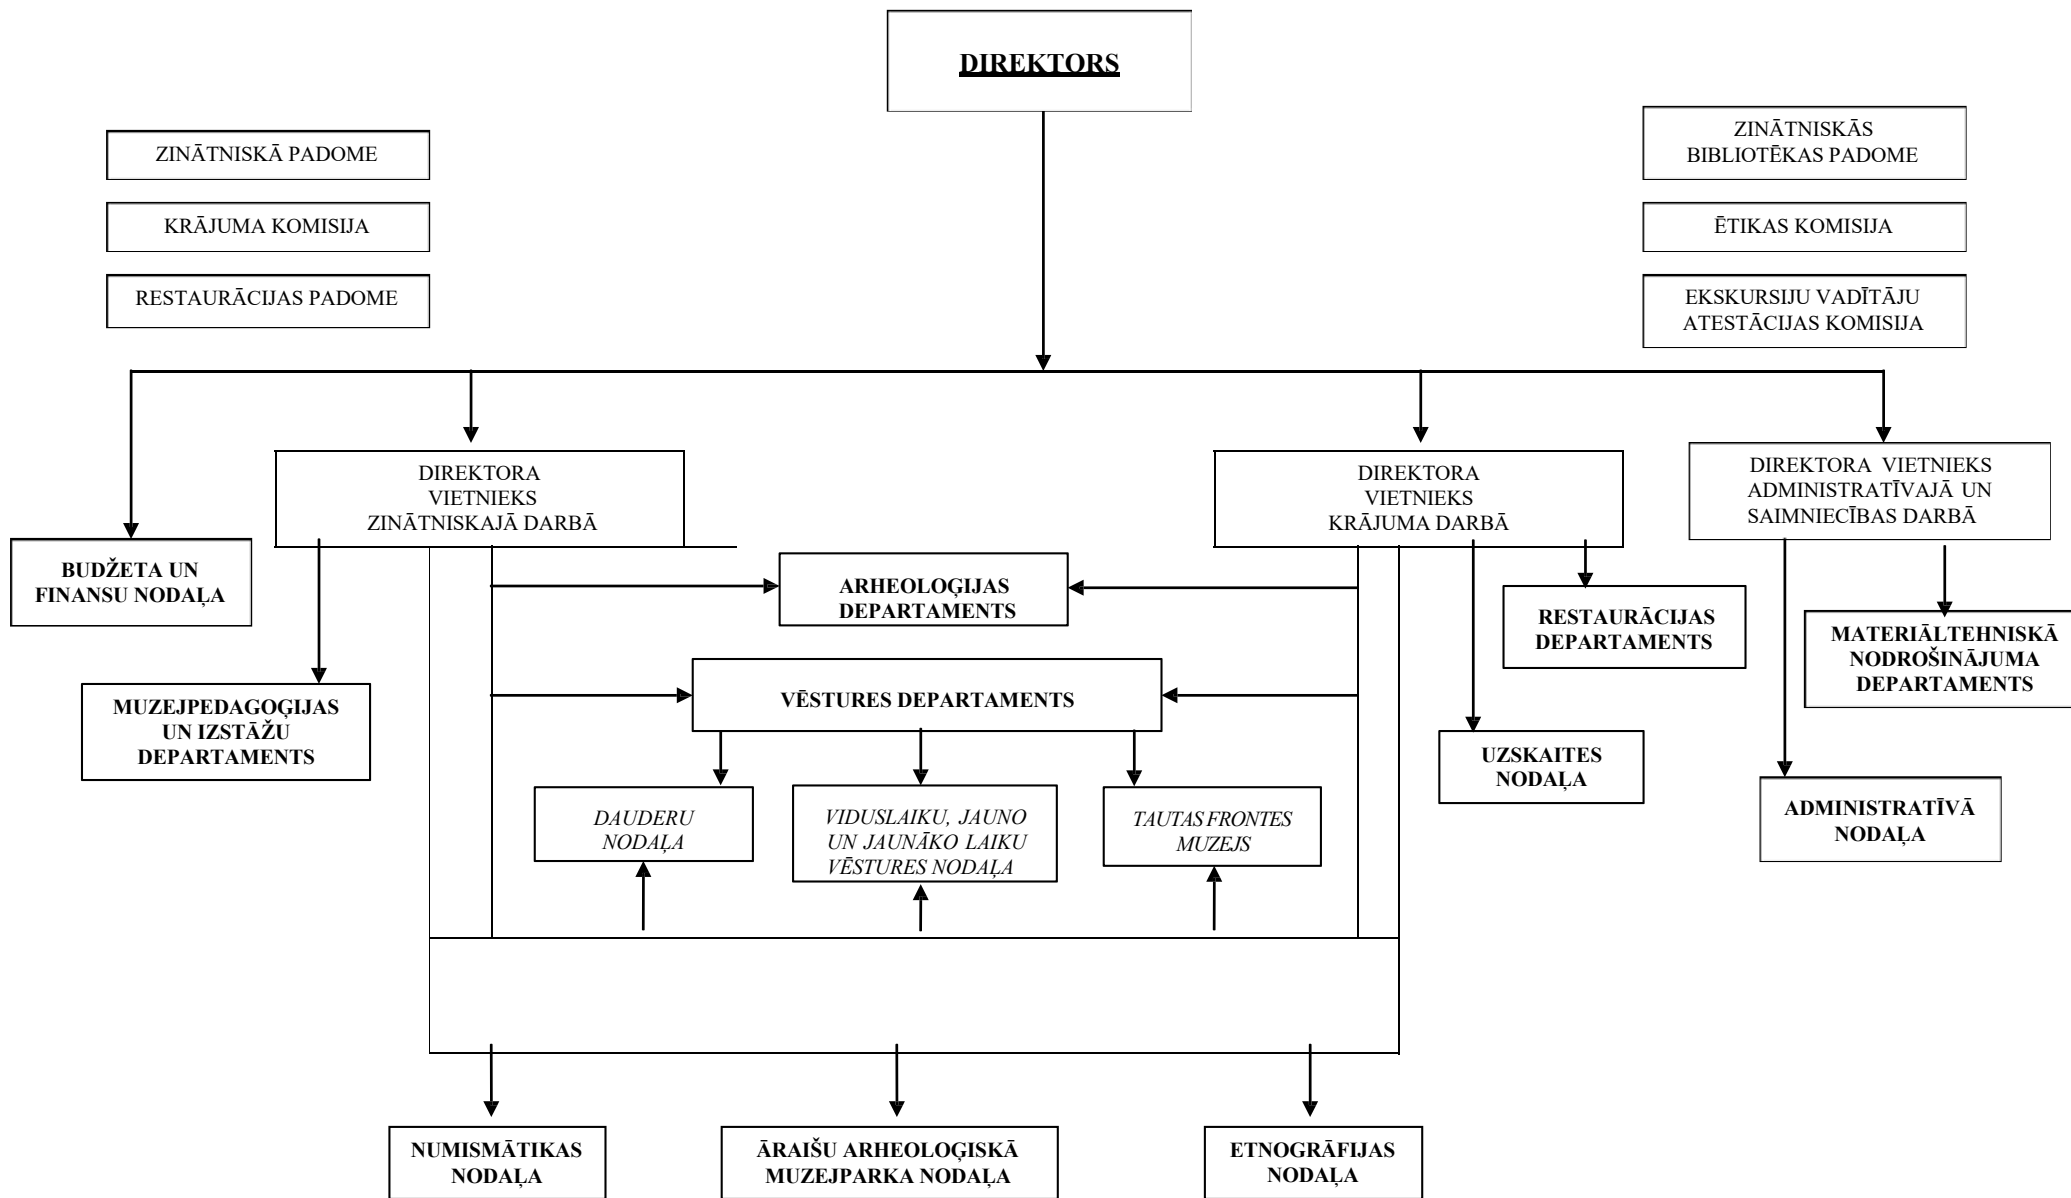 DIREKTORS
ZINĀTNISKĀ PADOME
KRĀJUMA KOMISIJA
RESTAURĀCIJAS PADOME
ZINĀTNISKĀS
BIBLIOTĒKAS PADOME
ĒTIKAS KOMISIJA
EKSKURSIJU VADĪTĀJU
ATESTĀCIJAS KOMISIJA
DIREKTORA
VIETNIEKS
ZINĀTNISKAJĀ DARBĀ
DIREKTORA
VIETNIEKS
KRĀJUMA DARBĀ
DIREKTORA VIETNIEKS
ADMINISTRATĪVAJĀ UN
SAIMNIECĪBAS DARBĀ
BUDŽETA UN
FINANSU NODAĻA
ARHEOLOĢIJAS
DEPARTAMENTS
RESTAURĀCIJAS
DEPARTAMENTS
MATERIĀLTEHNISKĀ
NODROŠINĀJUMA
DEPARTAMENTS
MUZEJPEDAGOĢIJAS
UN IZSTĀŽU
DEPARTAMENTS
VĒSTURES DEPARTAMENTS
UZSKAITES
NODAĻA
ADMINISTRATĪVĀ
NODAĻA
DAUDERU
NODAĻA
VIDUSLAIKU, JAUNO
UN JAUNĀKO LAIKU
VĒSTURES NODAĻA
TAUTAS FRONTES
MUZEJS
NUMISMĀTIKAS
NODAĻA
ĀRAIŠU ARHEOLOĢISKĀ
MUZEJPARKA NODAĻA
ETNOGRĀFIJAS
NODAĻA